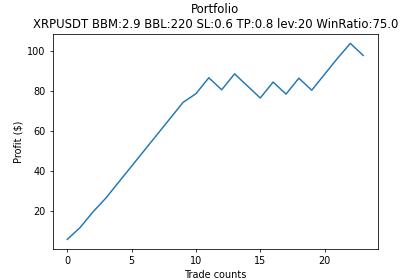 Portfolio
XRPUSDT BBM:2.9 BBL:220 SL:0.6 TP:0.8 lev:20 WinRatio:75.0
100
80
60
40
20
Profit ($)
0 5 10 15 20
Trade counts